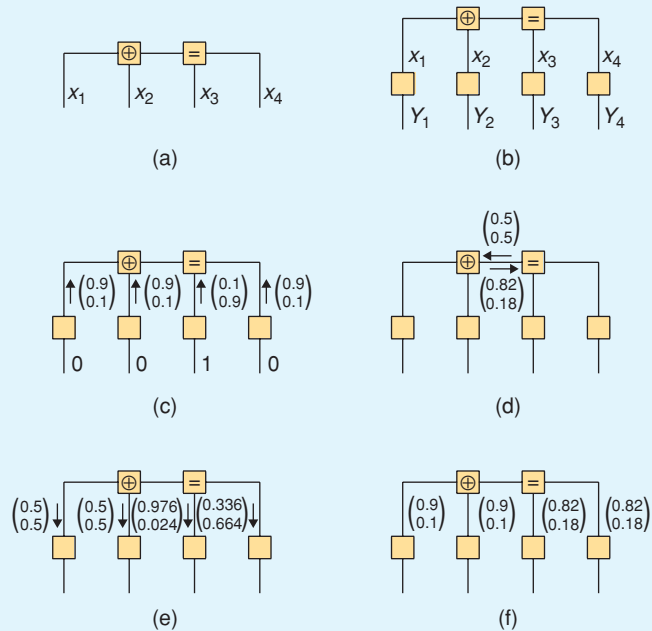 ⊕ =
x₁ x₂ x₃ x₄
(a)
⊕ =
x₁ x₂ x₃ x₄
Y₁ Y₂ Y₃ Y₄
(b)
⊕ =
(0.9 0.1) (0.9 0.1) (0.1 0.9) (0.9 0.1)
0 0 1 0
(c)
(0.5 0.5)
⊕ =
(0.82 0.18)
(d)
⊕ =
(0.5 0.5) (0.5 0.5) (0.976 0.024) (0.336 0.664)
(e)
⊕ =
(0.9 0.1) (0.9 0.1) (0.82 0.18) (0.82 0.18)
(f)